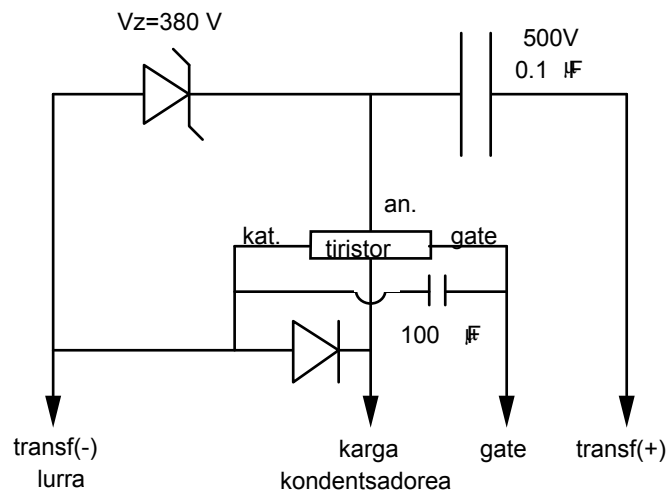 Vz=380 V
500V
0.1 µF
an.
kat.
tiristor
gate
100 µF
transf(-)
lurra
karga
kondentsadorea
gate
transf(+)